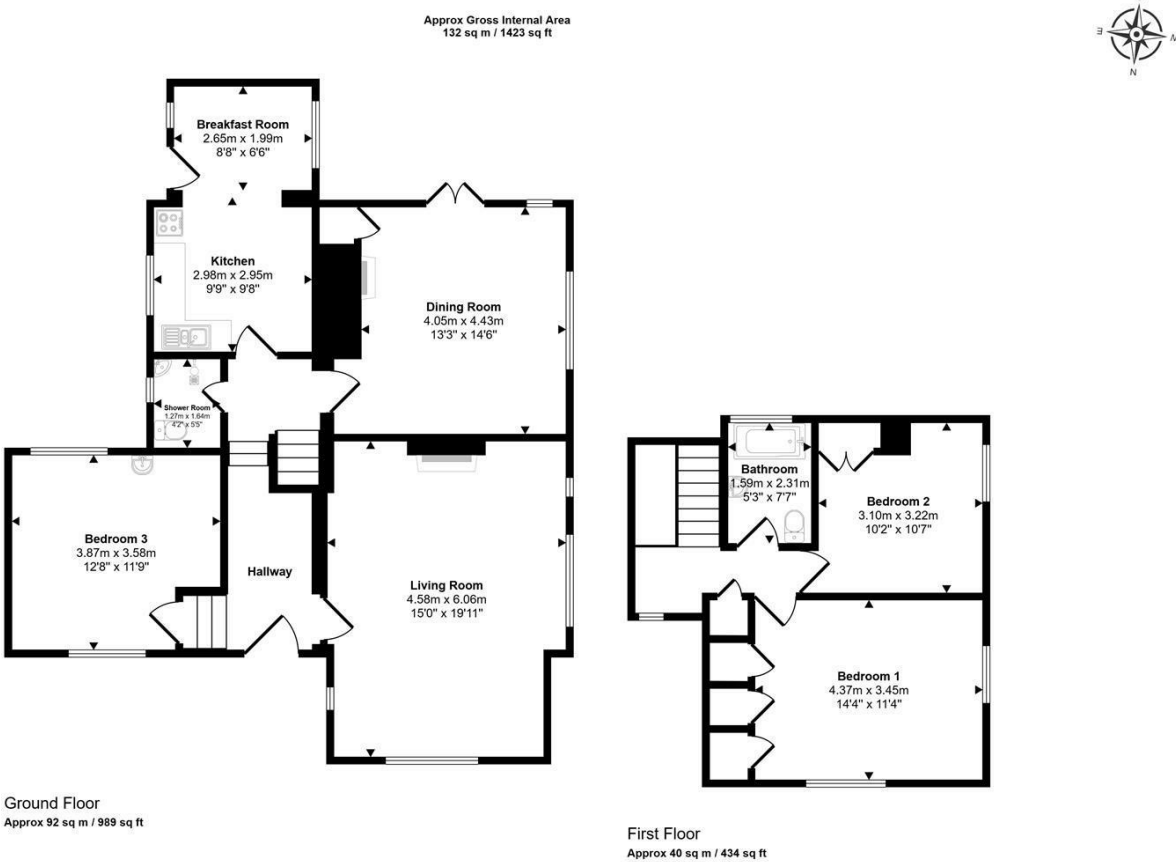 Approx Gross Internal Area
132 sq m / 1423 sq ft
E
N
Breakfast Room
2.65m x 1.99m
8'8" x 6'6"
Kitchen
2.98m x 2.95m
9'9" x 9'8"
Dining Room
4.05m x 4.43m
13'3" x 14'6"
Shower Room
1.27m x 1.64m
4'2" x 5'5"
Bedroom 3
3.87m x 3.58m
12'8" x 11'9"
Hallway
Living Room
4.58m x 6.06m
15'0" x 19'11"
Ground Floor
Approx 92 sq m / 989 sq ft
Bathroom
1.59m x 2.31m
5'3" x 7'7"
Bedroom 2
3.10m x 3.22m
10'2" x 10'7"
Bedroom 1
4.37m x 3.45m
14'4" x 11'4"
First Floor
Approx 40 sq m / 434 sq ft